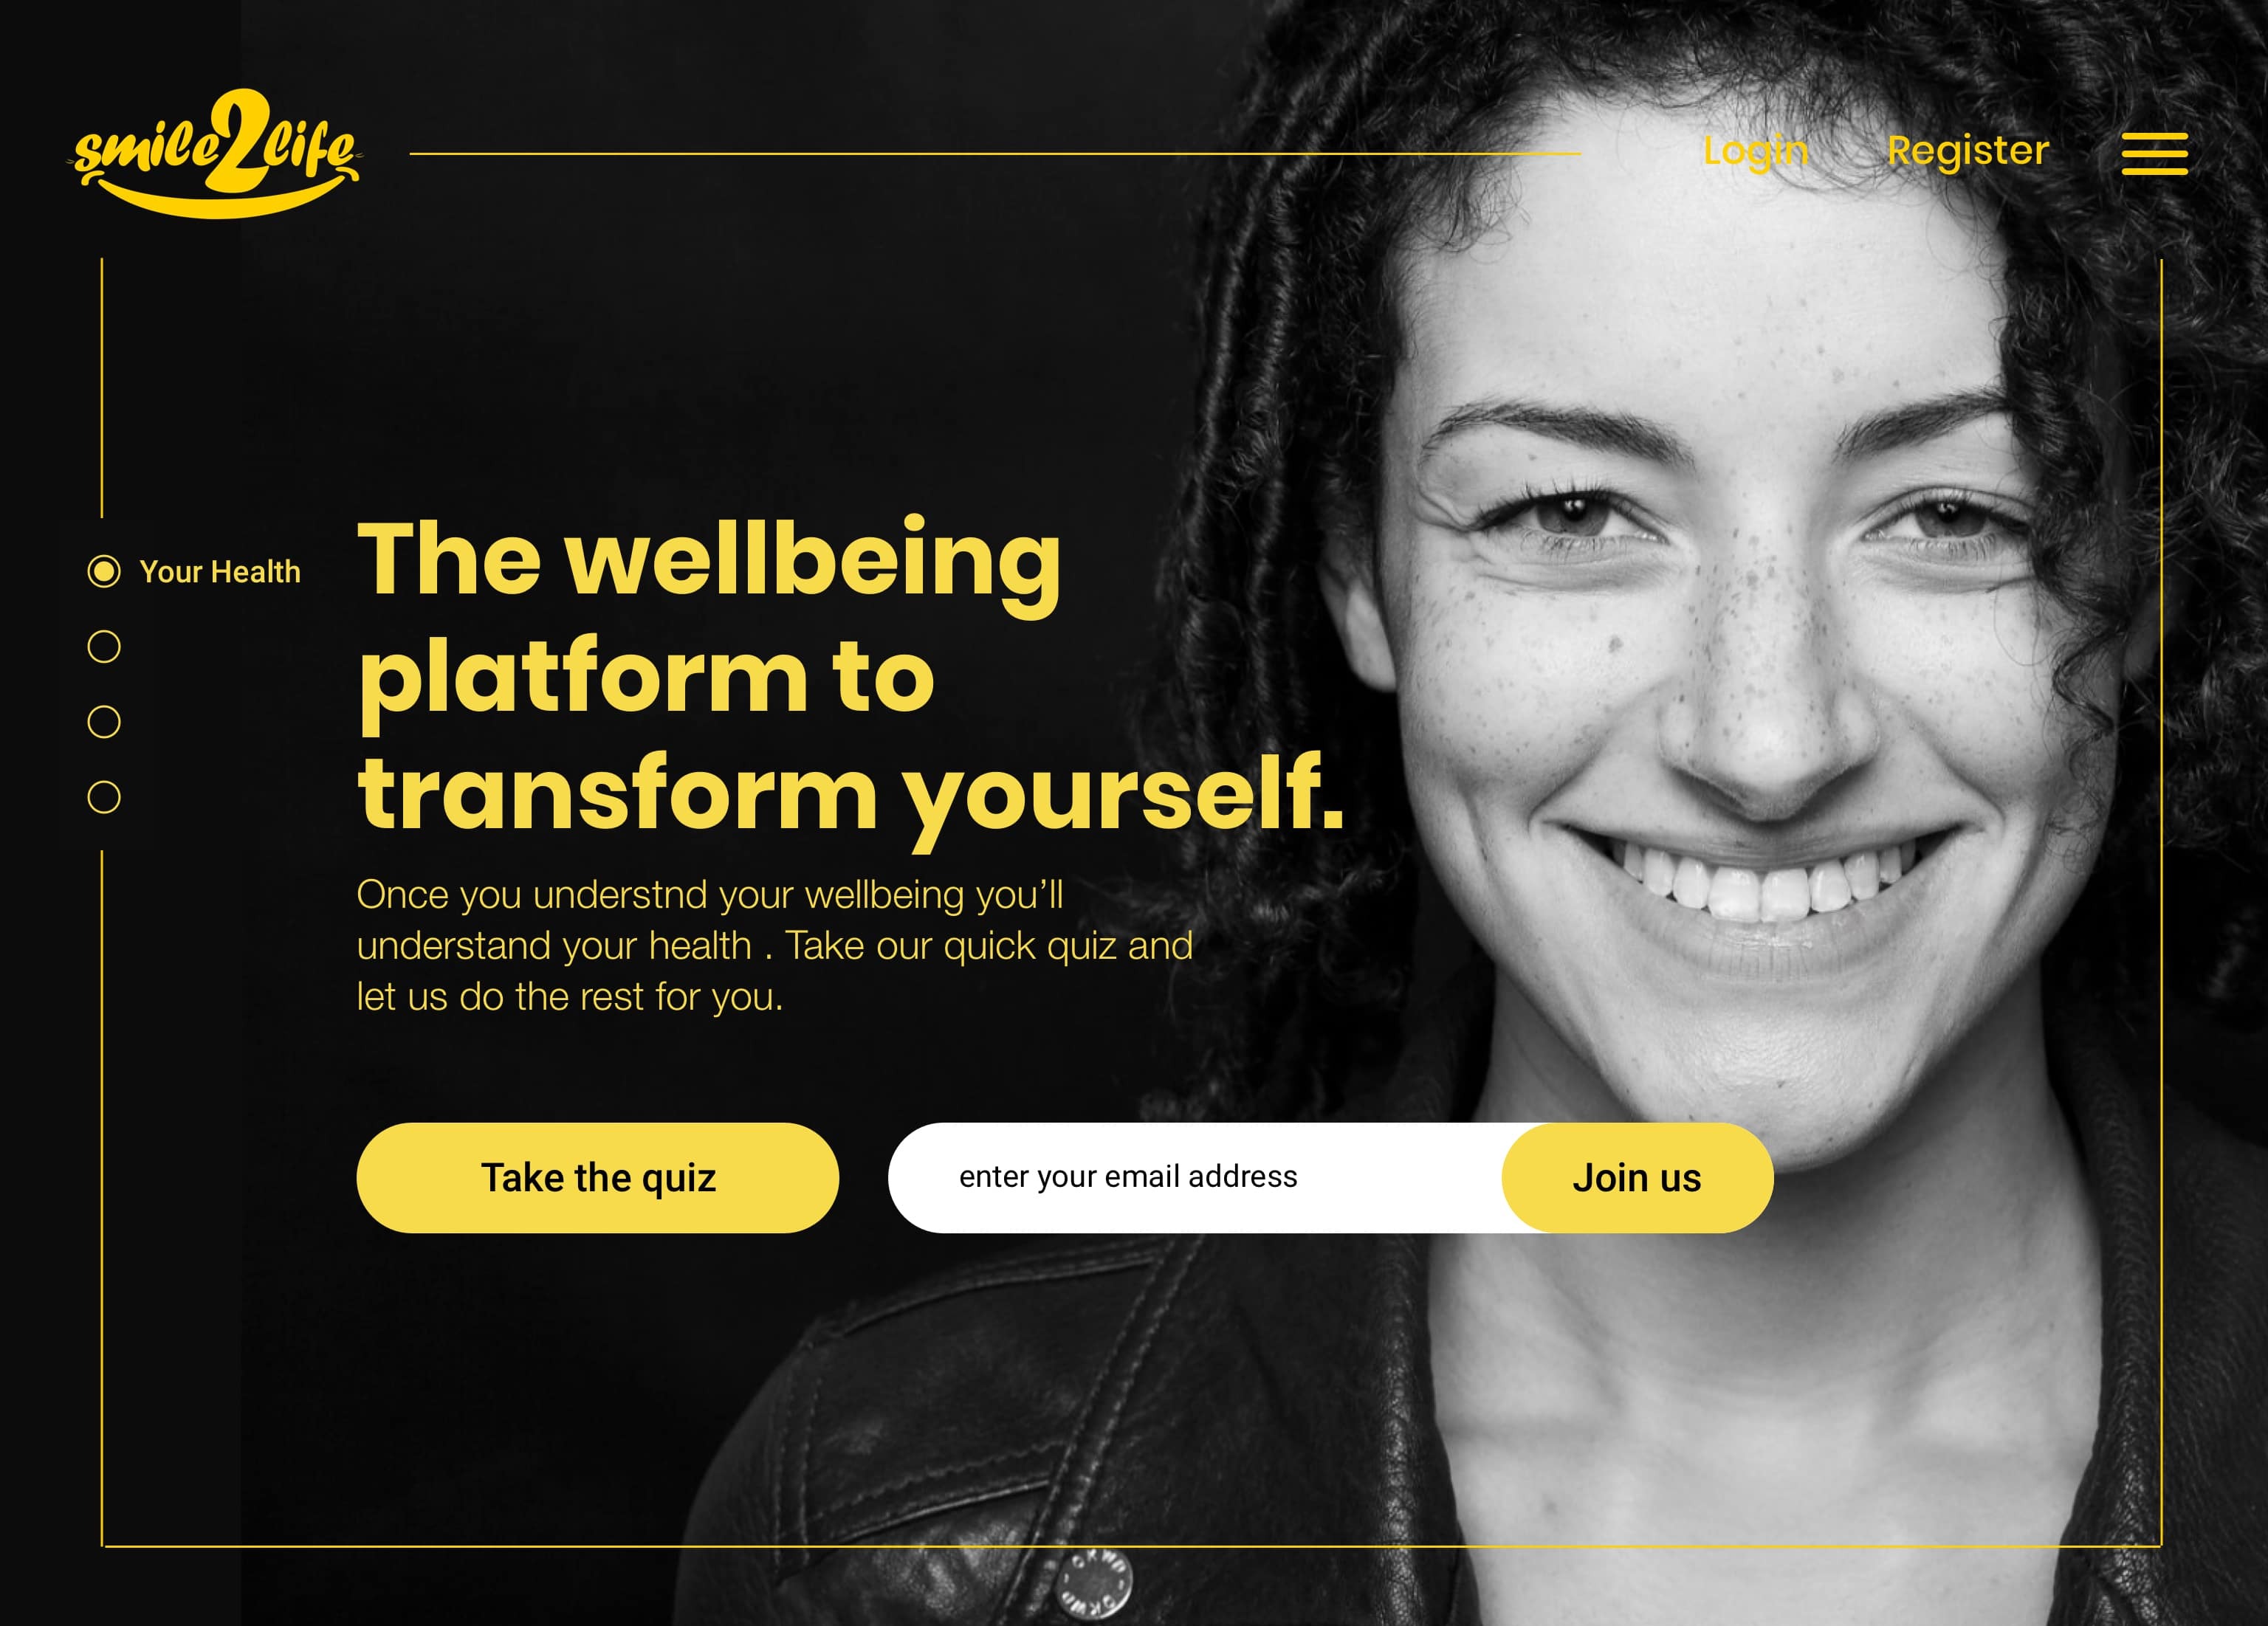 smile2life
Login Register
Your Health
The wellbeing
platform to
transform yourself.
Once you understnd your wellbeing you’ll
understand your health . Take our quick quiz and
let us do the rest for you.
Take the quiz
enter your email address
Join us